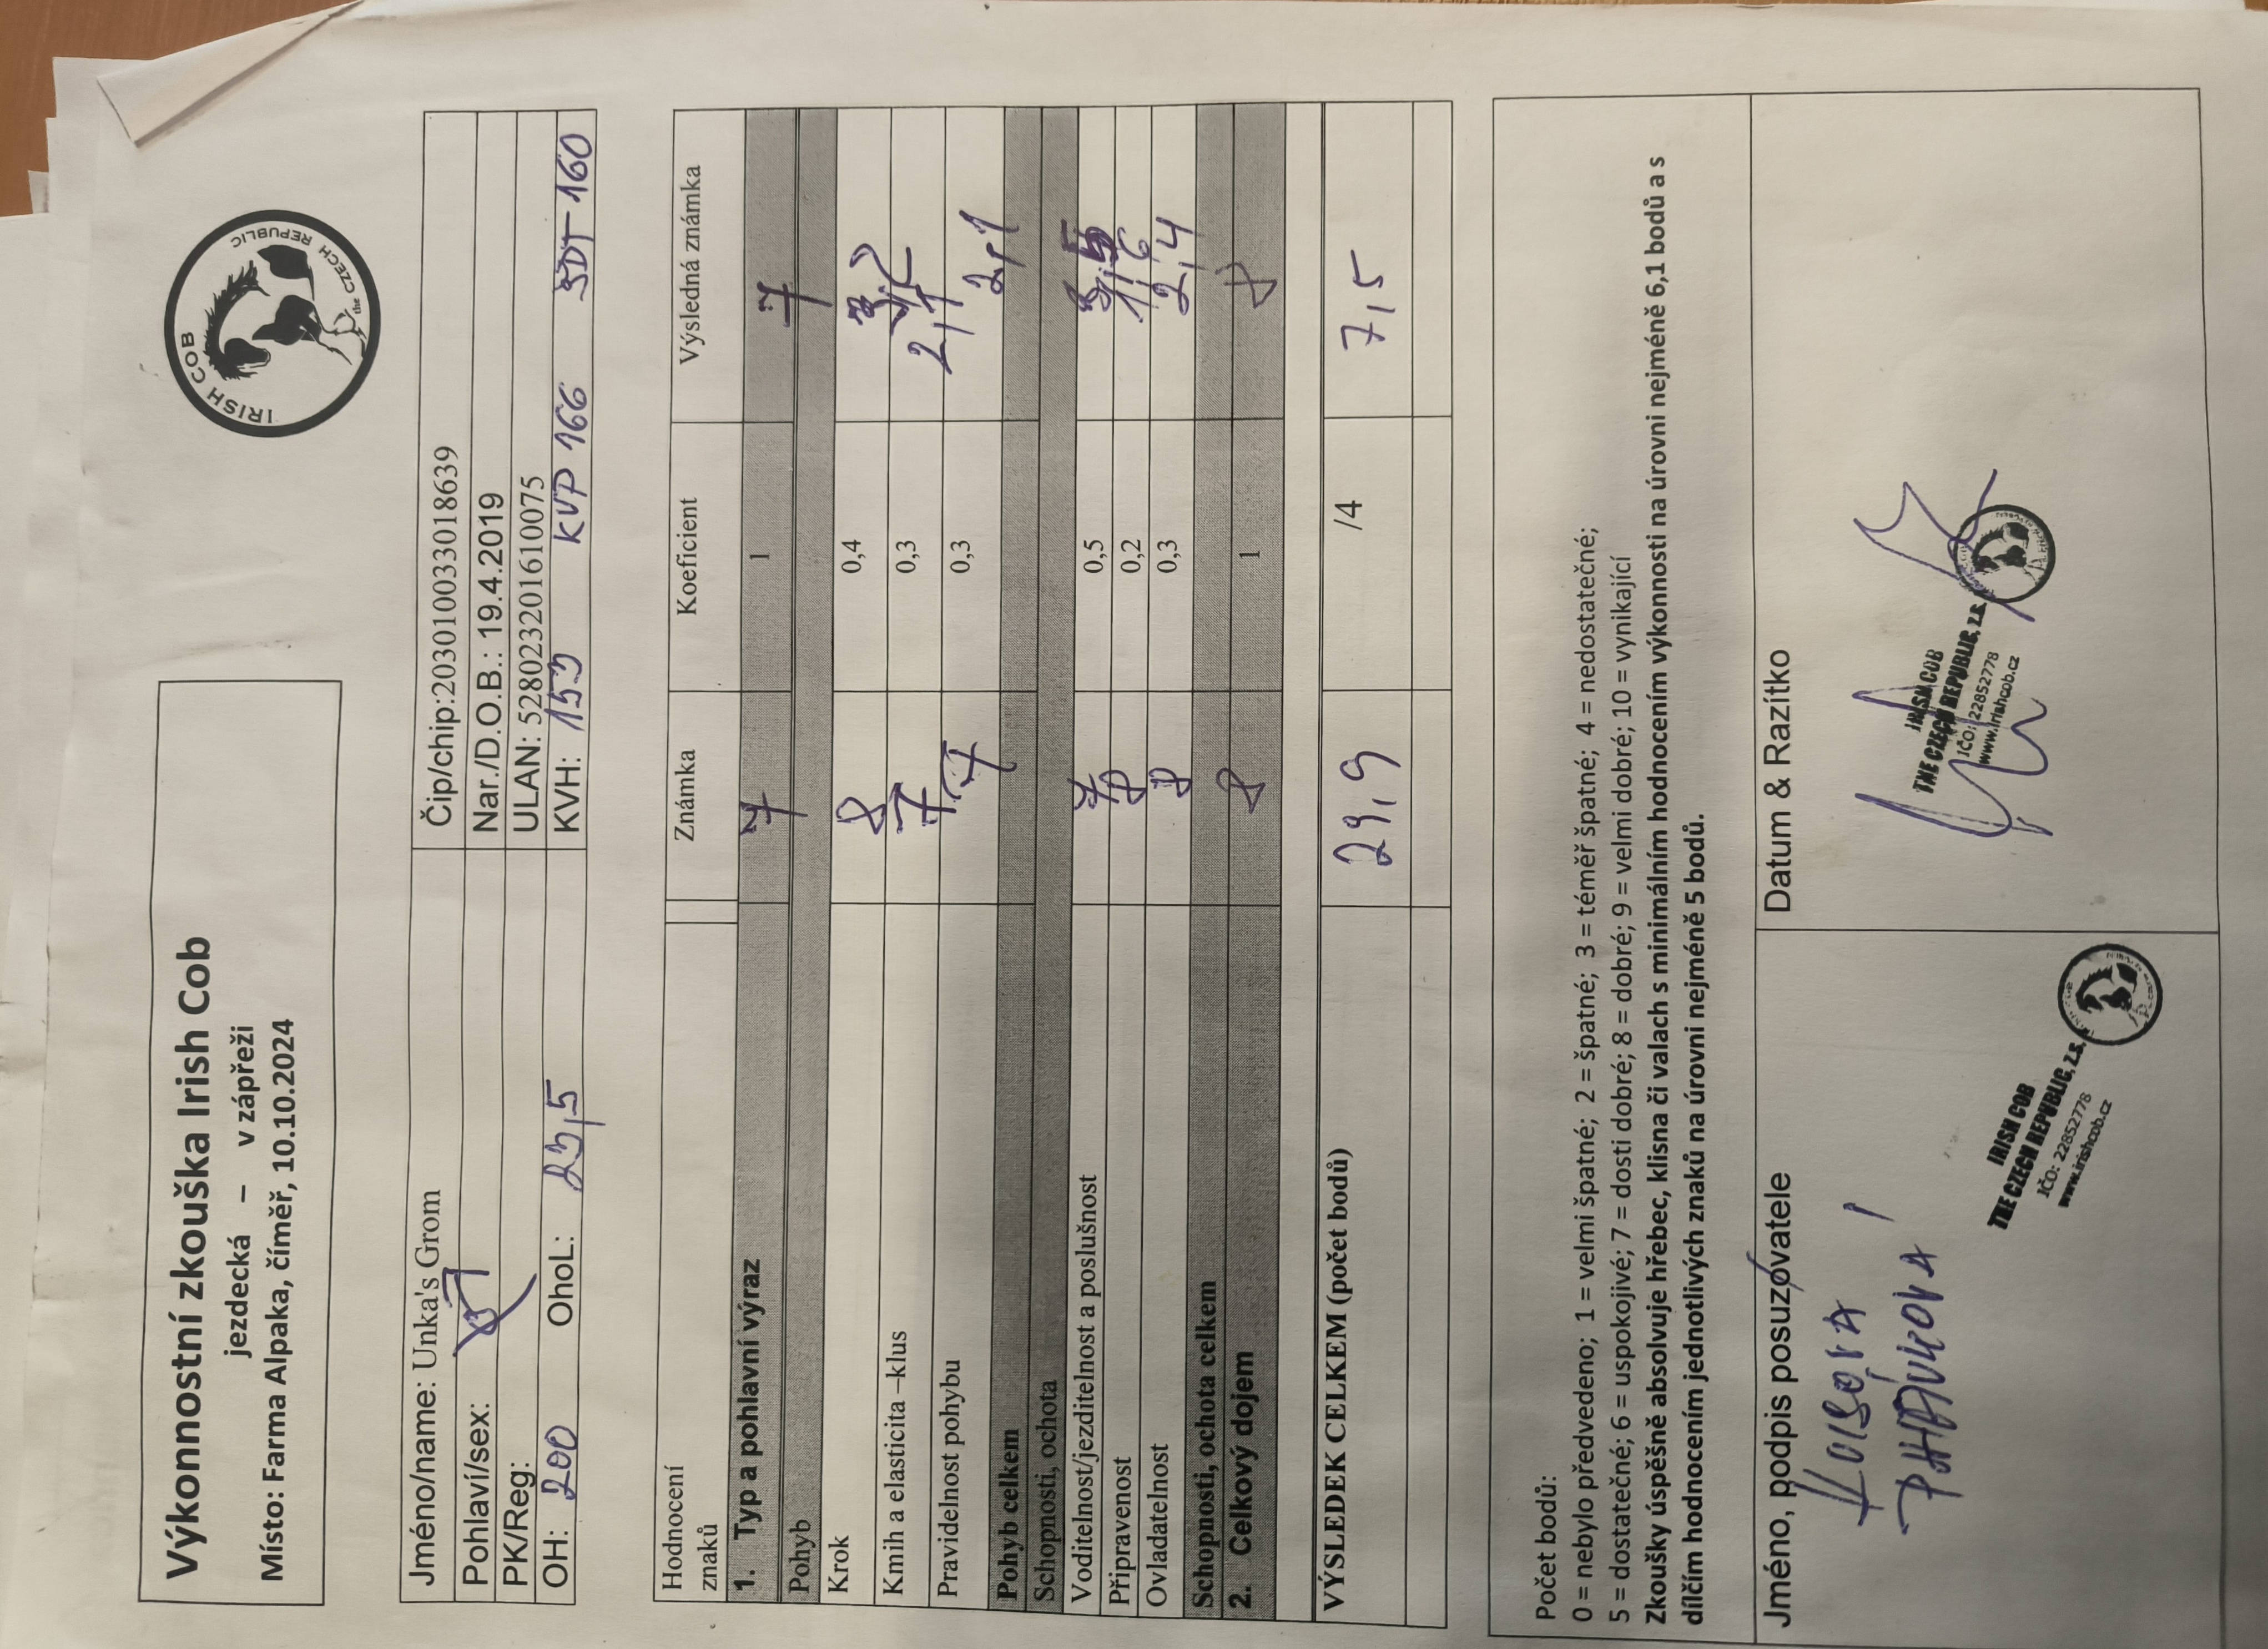 Výkonnostní zkouška Irish Cob
jezedecká – v zápřeži
Místo: Farma Alpaka, číměř, 10.10.2024
IRISH COB
the CZECH REPUBLIC
Jméno/name: Unka's Grom Čip/chip:203010033018639
Pohlaví/sex: Nar./D.O.B.: 19.4.2019
PK/Reg: ULAN: 528023201610075
OH: 200 OhoL: 23,5 KVH: 153 KVP 166 SDT 160
Hodnocení znaků Známka Koeficient Výsledná známka
1. Typ a pohlavní výraz 7 1 7
Pohyb
Krok 8 0,4 3,2
Kmih a elasticita –klus 7 0,3 2,1
Pravidelnost pohybu 7 0,3 2,1
Pohyb celkem
Schopnosti, ochota
Voditelnost/jezditelnost a poslušnost 7 0,5 3,5
Připravenost 8 0,2 1,6
Ovladatelnost 8 0,3 2,4
Schopnosti, ochota celkem
2. Celkový dojem 8 1 8
VÝSLEDEK CELKEM (počet bodů) 29,9 /4 7,5
Počet bodů:
0 = nebylo předvedeno; 1 = velmi špatné; 2 = špatné; 3 = téměř špatné; 4 = nedostatečné;
5 = dostatečné; 6 = uspokojivé; 7 = dosti dobré; 8 = dobré; 9 = velmi dobré; 10 = vynikající
Zkoušky úspěšně absolvuje hřebec, klisna či valach s minimálním hodnocením výkonnosti na úrovni nejméně 6,1 bodů a s
dílčím hodnocením jednotlivých znaků na úrovni nejméně 5 bodů.
Jméno, podpis posuzovatele Datum & Razítko
IRISH COB
THE CZECH REPUBLIC, z.s.
IČO: 22852778
www.irishcob.cz
IRISH COB
THE CZECH REPUBLIC, z.s.
IČO: 22852778
www.irishcob.cz